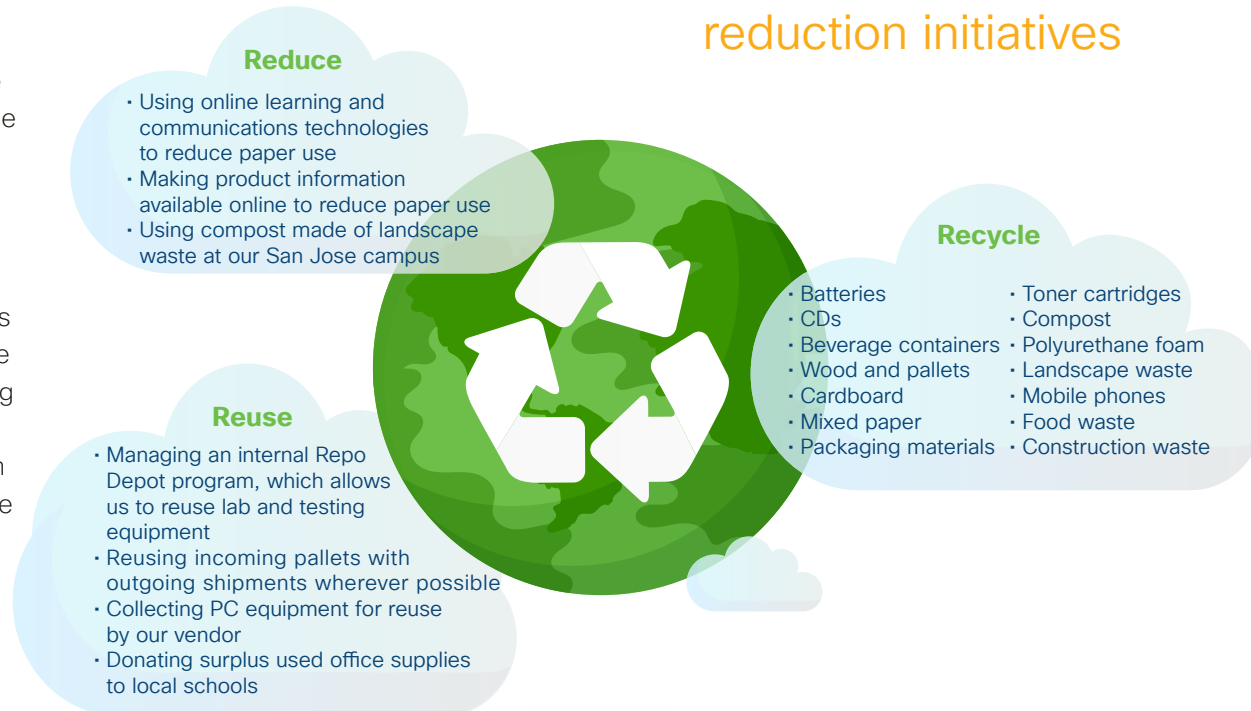 reduction initiatives
Reduce
· Using online learning and
communications technologies
to reduce paper use
· Making product information
available online to reduce paper use
· Using compost made of landscape
waste at our San Jose campus
Reuse
· Managing an internal Repo
Depot program, which allows
us to reuse lab and testing
equipment
· Reusing incoming pallets with
outgoing shipments wherever possible
· Collecting PC equipment for reuse
by our vendor
· Donating surplus used office supplies
to local schools
Recycle
· Batteries
· CDs
· Beverage containers
· Wood and pallets
· Cardboard
· Mixed paper
· Packaging materials
· Toner cartridges
· Compost
· Polyurethane foam
· Landscape waste
· Mobile phones
· Food waste
· Construction waste